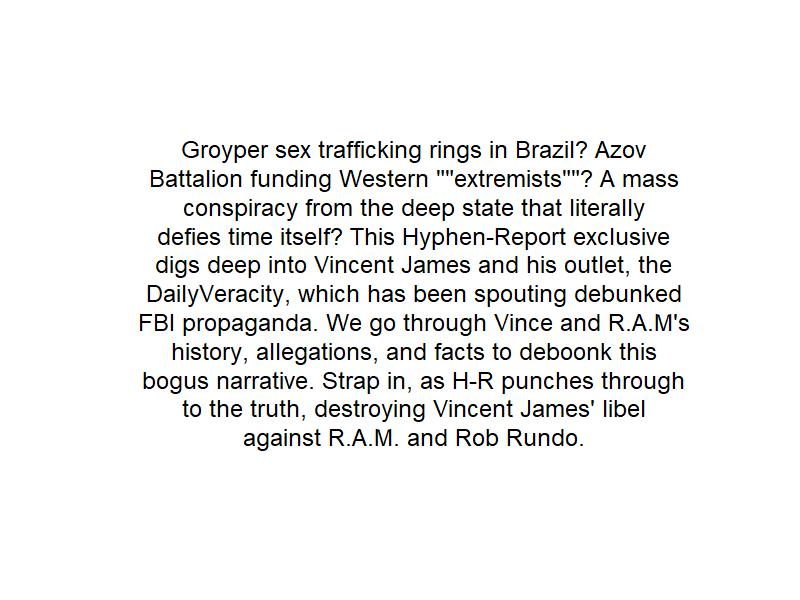 Groyper sex trafficking rings in Brazil? Azov
Battalion funding Western ""extremists""? A mass
conspiracy from the deep state that literally
defies time itself? This Hyphen-Report exclusive
digs deep into Vincent James and his outlet, the
DailyVeracity, which has been spouting debunked
FBI propaganda. We go through Vince and R.A.M's
history, allegations, and facts to deboonk this
bogus narrative. Strap in, as H-R punches through
to the truth, destroying Vincent James' libel
against R.A.M. and Rob Rundo.